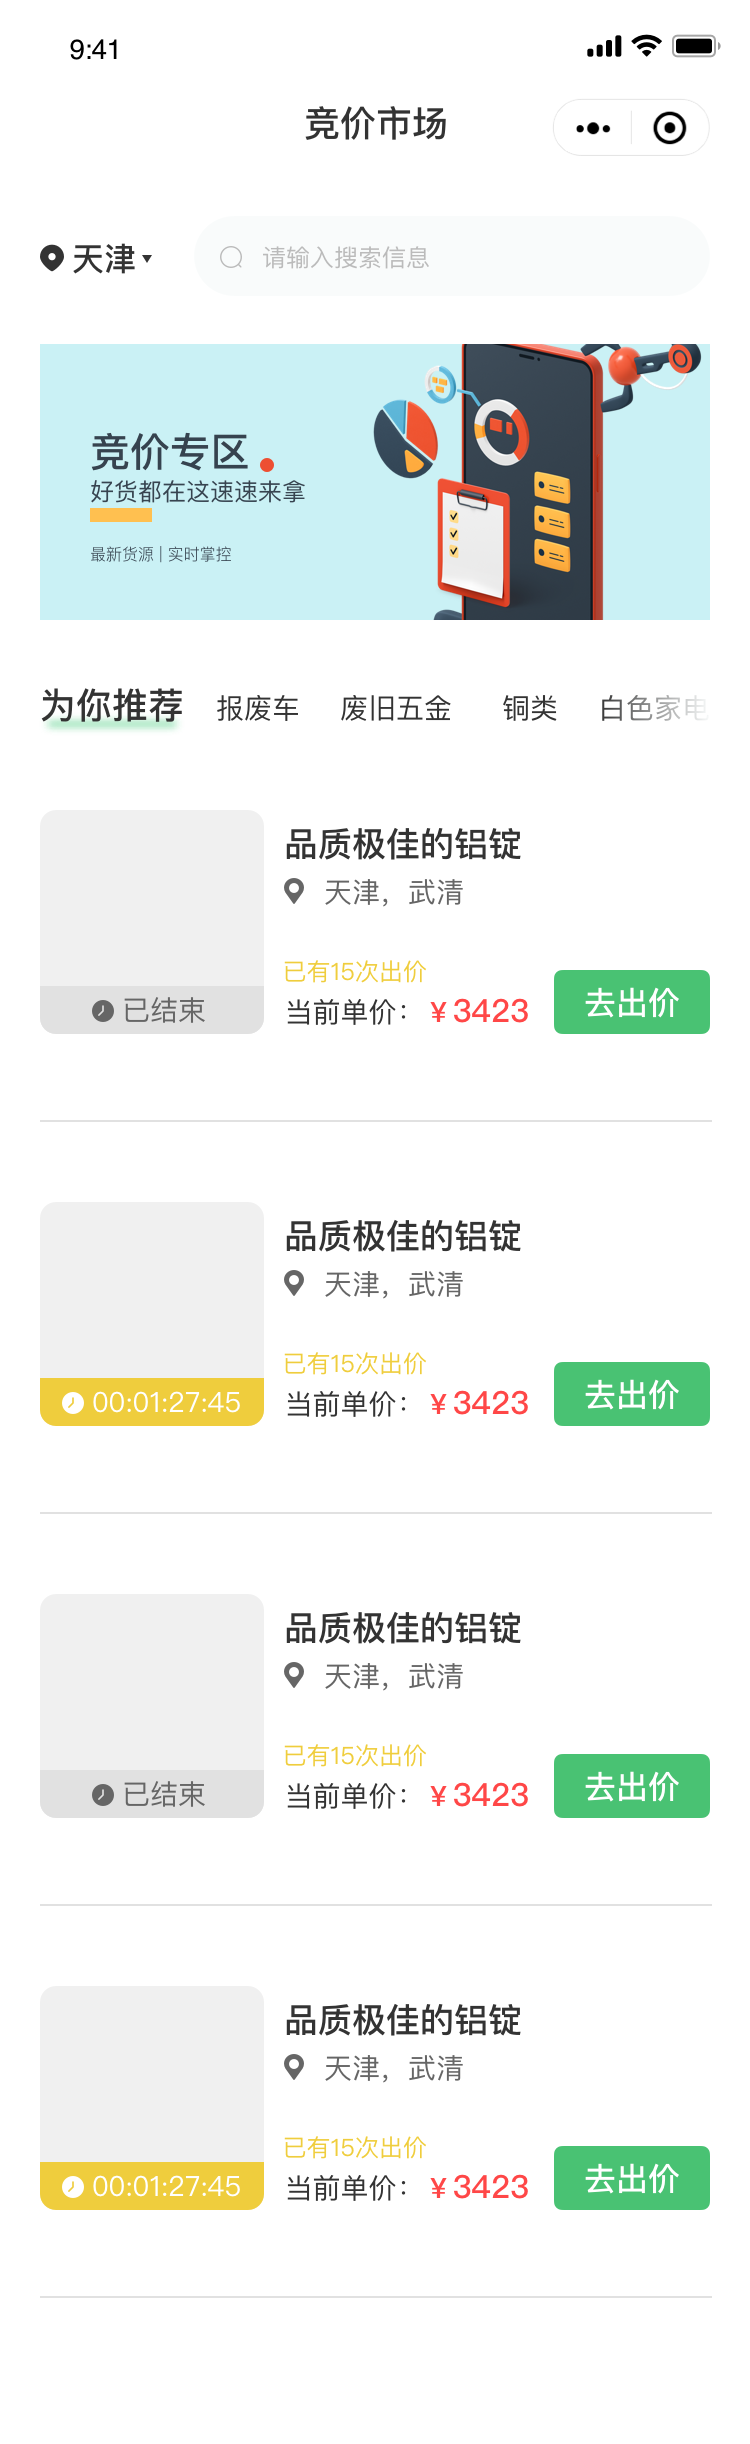 9:41
竞价市场
天津
请输入搜索信息
竞价专区
好货都在这速速来拿
最新货源 | 实时掌控
为你推荐 报废车 废旧五金 铜类 白色家电
品质极佳的铝锭
天津，武清
已有15次出价
已结束
当前单价：¥ 3423
去出价
品质极佳的铝锭
天津，武清
已有15次出价
00:01:27:45
当前单价：¥ 3423
去出价
品质极佳的铝锭
天津，武清
已有15次出价
已结束
当前单价：¥ 3423
去出价
品质极佳的铝锭
天津，武清
已有15次出价
00:01:27:45
当前单价：¥ 3423
去出价